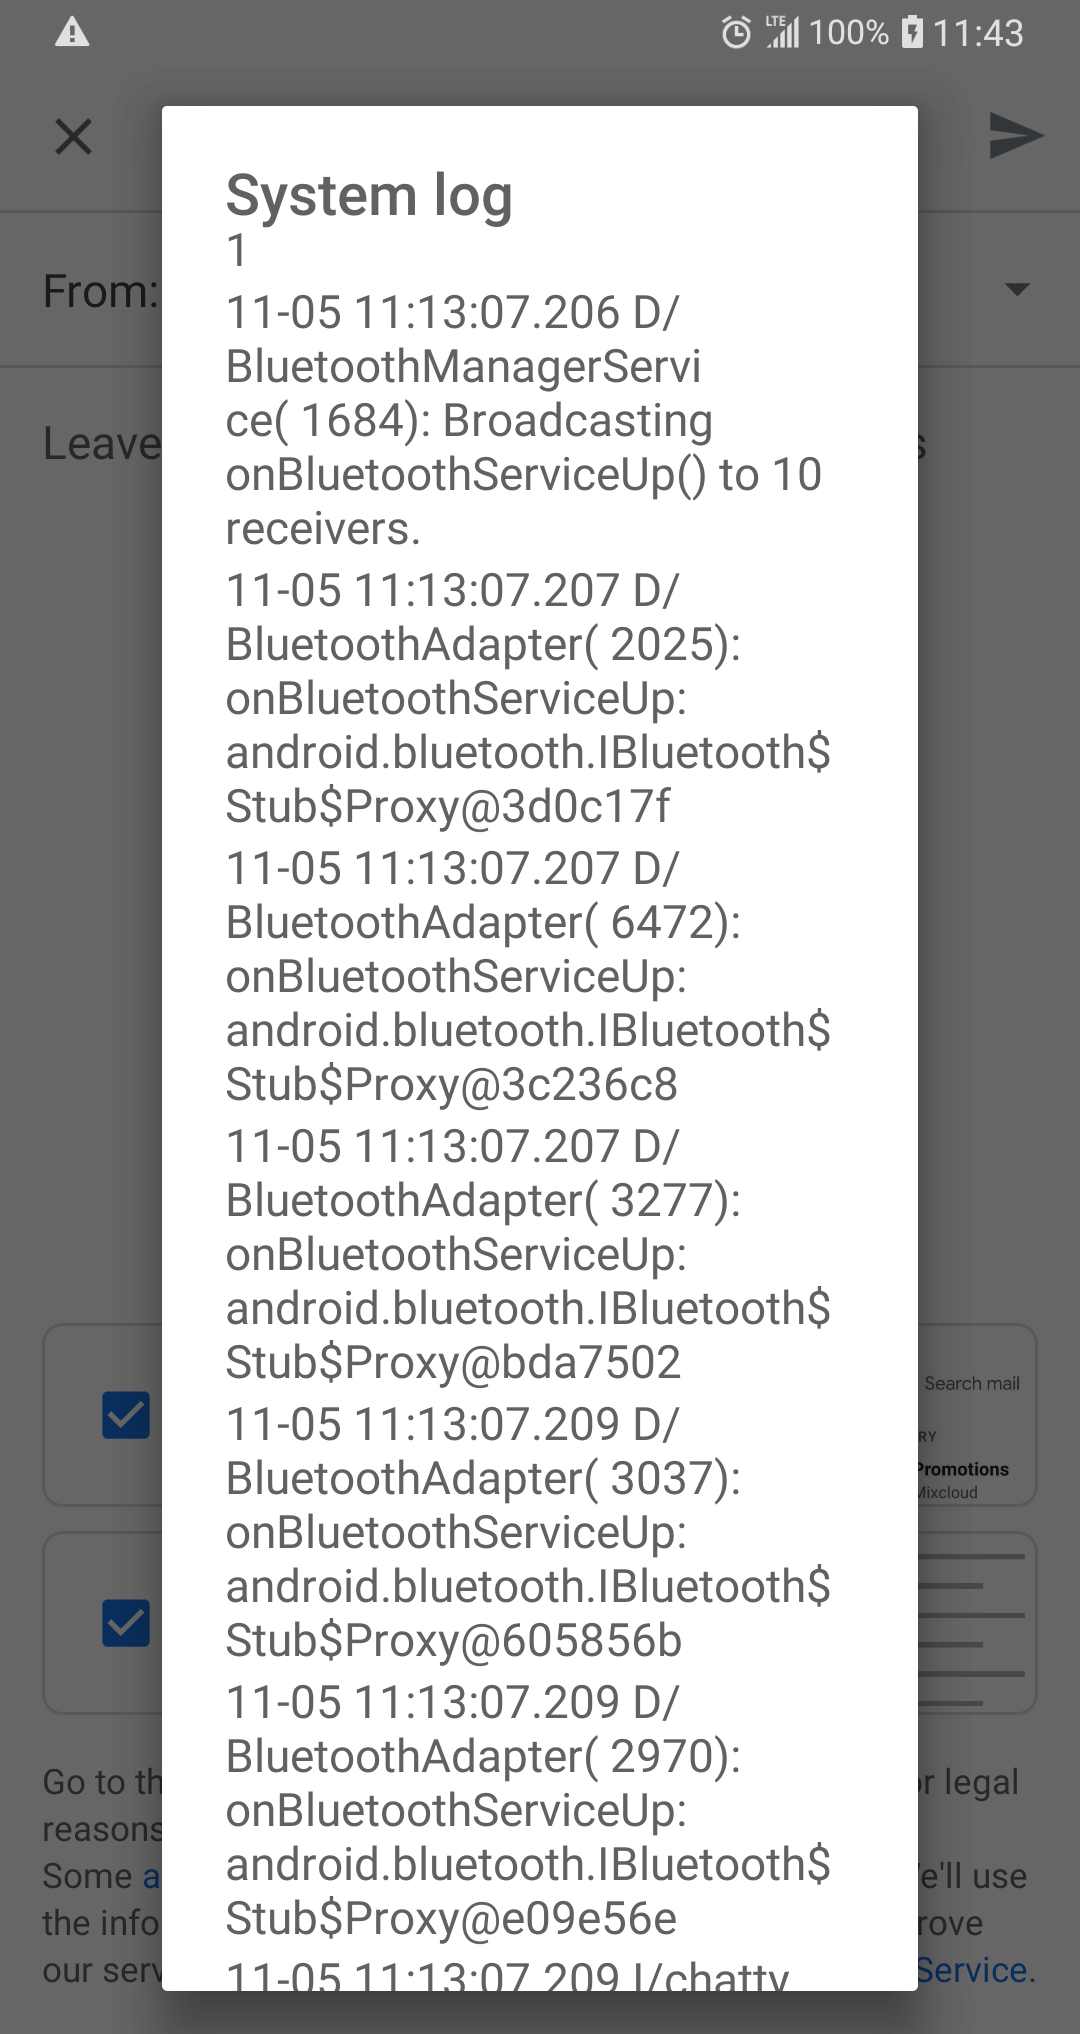 LTE 100% 11:43
System log
1
From:
11-05 11:13:07.206 D/
BluetoothManagerServi
ce( 1684): Broadcasting
Leave
onBluetoothServiceUp() to 10
receivers.
11-05 11:13:07.207 D/
BluetoothAdapter( 2025):
onBluetoothServiceUp:
android.bluetooth.IBluetooth$
Stub$Proxy@3d0c17f
11-05 11:13:07.207 D/
BluetoothAdapter( 6472):
onBluetoothServiceUp:
android.bluetooth.IBluetooth$
Stub$Proxy@3c236c8
11-05 11:13:07.207 D/
BluetoothAdapter( 3277):
onBluetoothServiceUp:
android.bluetooth.IBluetooth$
Stub$Proxy@bda7502
11-05 11:13:07.209 D/
BluetoothAdapter( 3037):
onBluetoothServiceUp:
android.bluetooth.IBluetooth$
Stub$Proxy@605856b
11-05 11:13:07.209 D/
BluetoothAdapter( 2970):
onBluetoothServiceUp:
android.bluetooth.IBluetooth$
Stub$Proxy@e09e56e
11-05 11:13:07.209 I/chatty
Search mail
RY
Promotions
Mixcloud
Go to th
r legal
reasons
Some a
e'll use
the info
rove
our serv
Service.